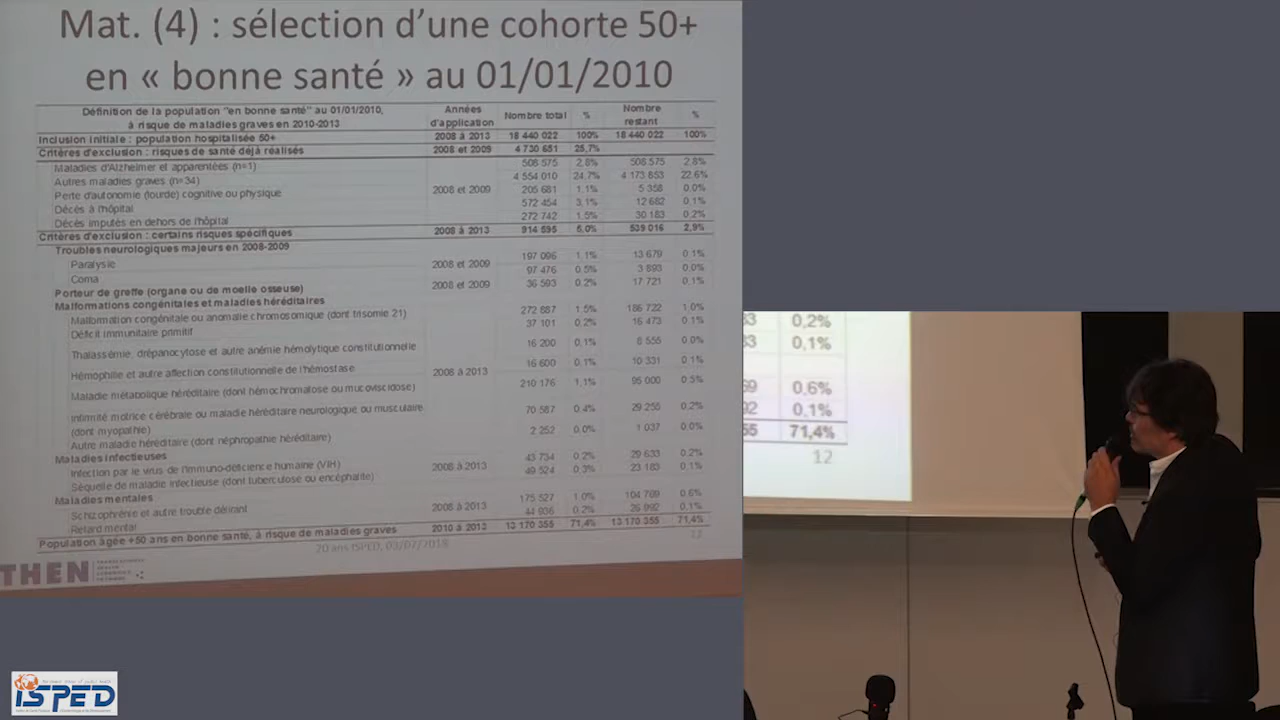 Mat. (4) : sélection d'une cohorte 50+
en « bonne santé » au 01/01/2010
Définition de la population "en bonne santé" au 01/01/2010, à risque de maladies graves en 2010-2013 Années d'application Nombre total % Nombre restant %
Inclusion initiale : population hospitalisée 50+ 2008 à 2013 18 440 022 100% 18 440 022 100%
Critères d'exclusion : risques de santé déjà réalisés 2008 et 2009 4 730 651 25,7%
Maladies d'Alzheimer et apparentées (n=1) 508 575 2,8% 508 575 2,8%
Autres maladies graves (n=34) 4 554 010 24,7% 4 173 853 22,6%
Perte d'autonomie (lourde) cognitive ou physique 2008 et 2009 205 681 1,1% 5 358 0,0%
Décès à l'hôpital 572 454 3,1% 12 682 0,1%
Décès imputés en dehors de l'hôpital 272 742 1,5% 30 183 0,2%
Critères d'exclusion : certains risques spécifiques 2008 à 2013 914 595 5,0% 539 016 2,9%
Troubles neurologiques majeurs en 2008-2009
Paralysie 2008 et 2009 197 096 1,1% 13 679 0,1%
Coma 97 476 0,5% 3 893 0,0%
Porteur de greffe (organe ou de moelle osseuse) 2008 et 2009 36 593 0,2% 17 721 0,1%
Malformations congénitales et maladies héréditaires
Malformation congénitale ou anomalie chromosomique (dont trisomie 21) 272 687 1,5% 186 722 1,0%
Déficit immunitaire primitif 37 101 0,2% 16 473 0,1%
Thalassémie, drépanocytose et autre anémie hémolytique constitutionnelle 16 200 0,1% 8 555 0,0%
Hémophilie et autre affection constitutionnelle de l'hémostase 2008 à 2013 16 600 0,1% 10 331 0,1%
Maladie métabolique héréditaire (dont hémochromatose ou mucoviscidose) 210 176 1,1% 95 000 0,5%
Infirmité motrice cérébrale ou maladie héréditaire neurologique ou musculaire (dont myopathie) 70 587 0,4% 29 255 0,2%
Autre maladie héréditaire (dont néphropathie héréditaire) 2 252 0,0% 1 037 0,0%
Maladies infectieuses
Infection par le virus de l'immuno-déficience humaine (VIH) 2008 à 2013 43 734 0,2% 29 633 0,2%
Séquelle de maladie infectieuse (dont tuberculose ou encéphalite) 49 524 0,3% 23 183 0,1%
Maladies mentales
Schizophrénie et autre trouble délirant 2008 à 2013 175 527 1,0% 104 769 0,6%
Retard mental 44 936 0,2% 26 992 0,1%
Population âgée +50 ans en bonne santé, à risque de maladies graves 2010 à 2013 13 170 355 71,4% 13 170 355 71,4%
20 ans ISPED, 03/07/2018
12
THEN
33 0,2%
33 0,1%
69 0,6%
92 0,1%
55 71,4%
12
ISPED